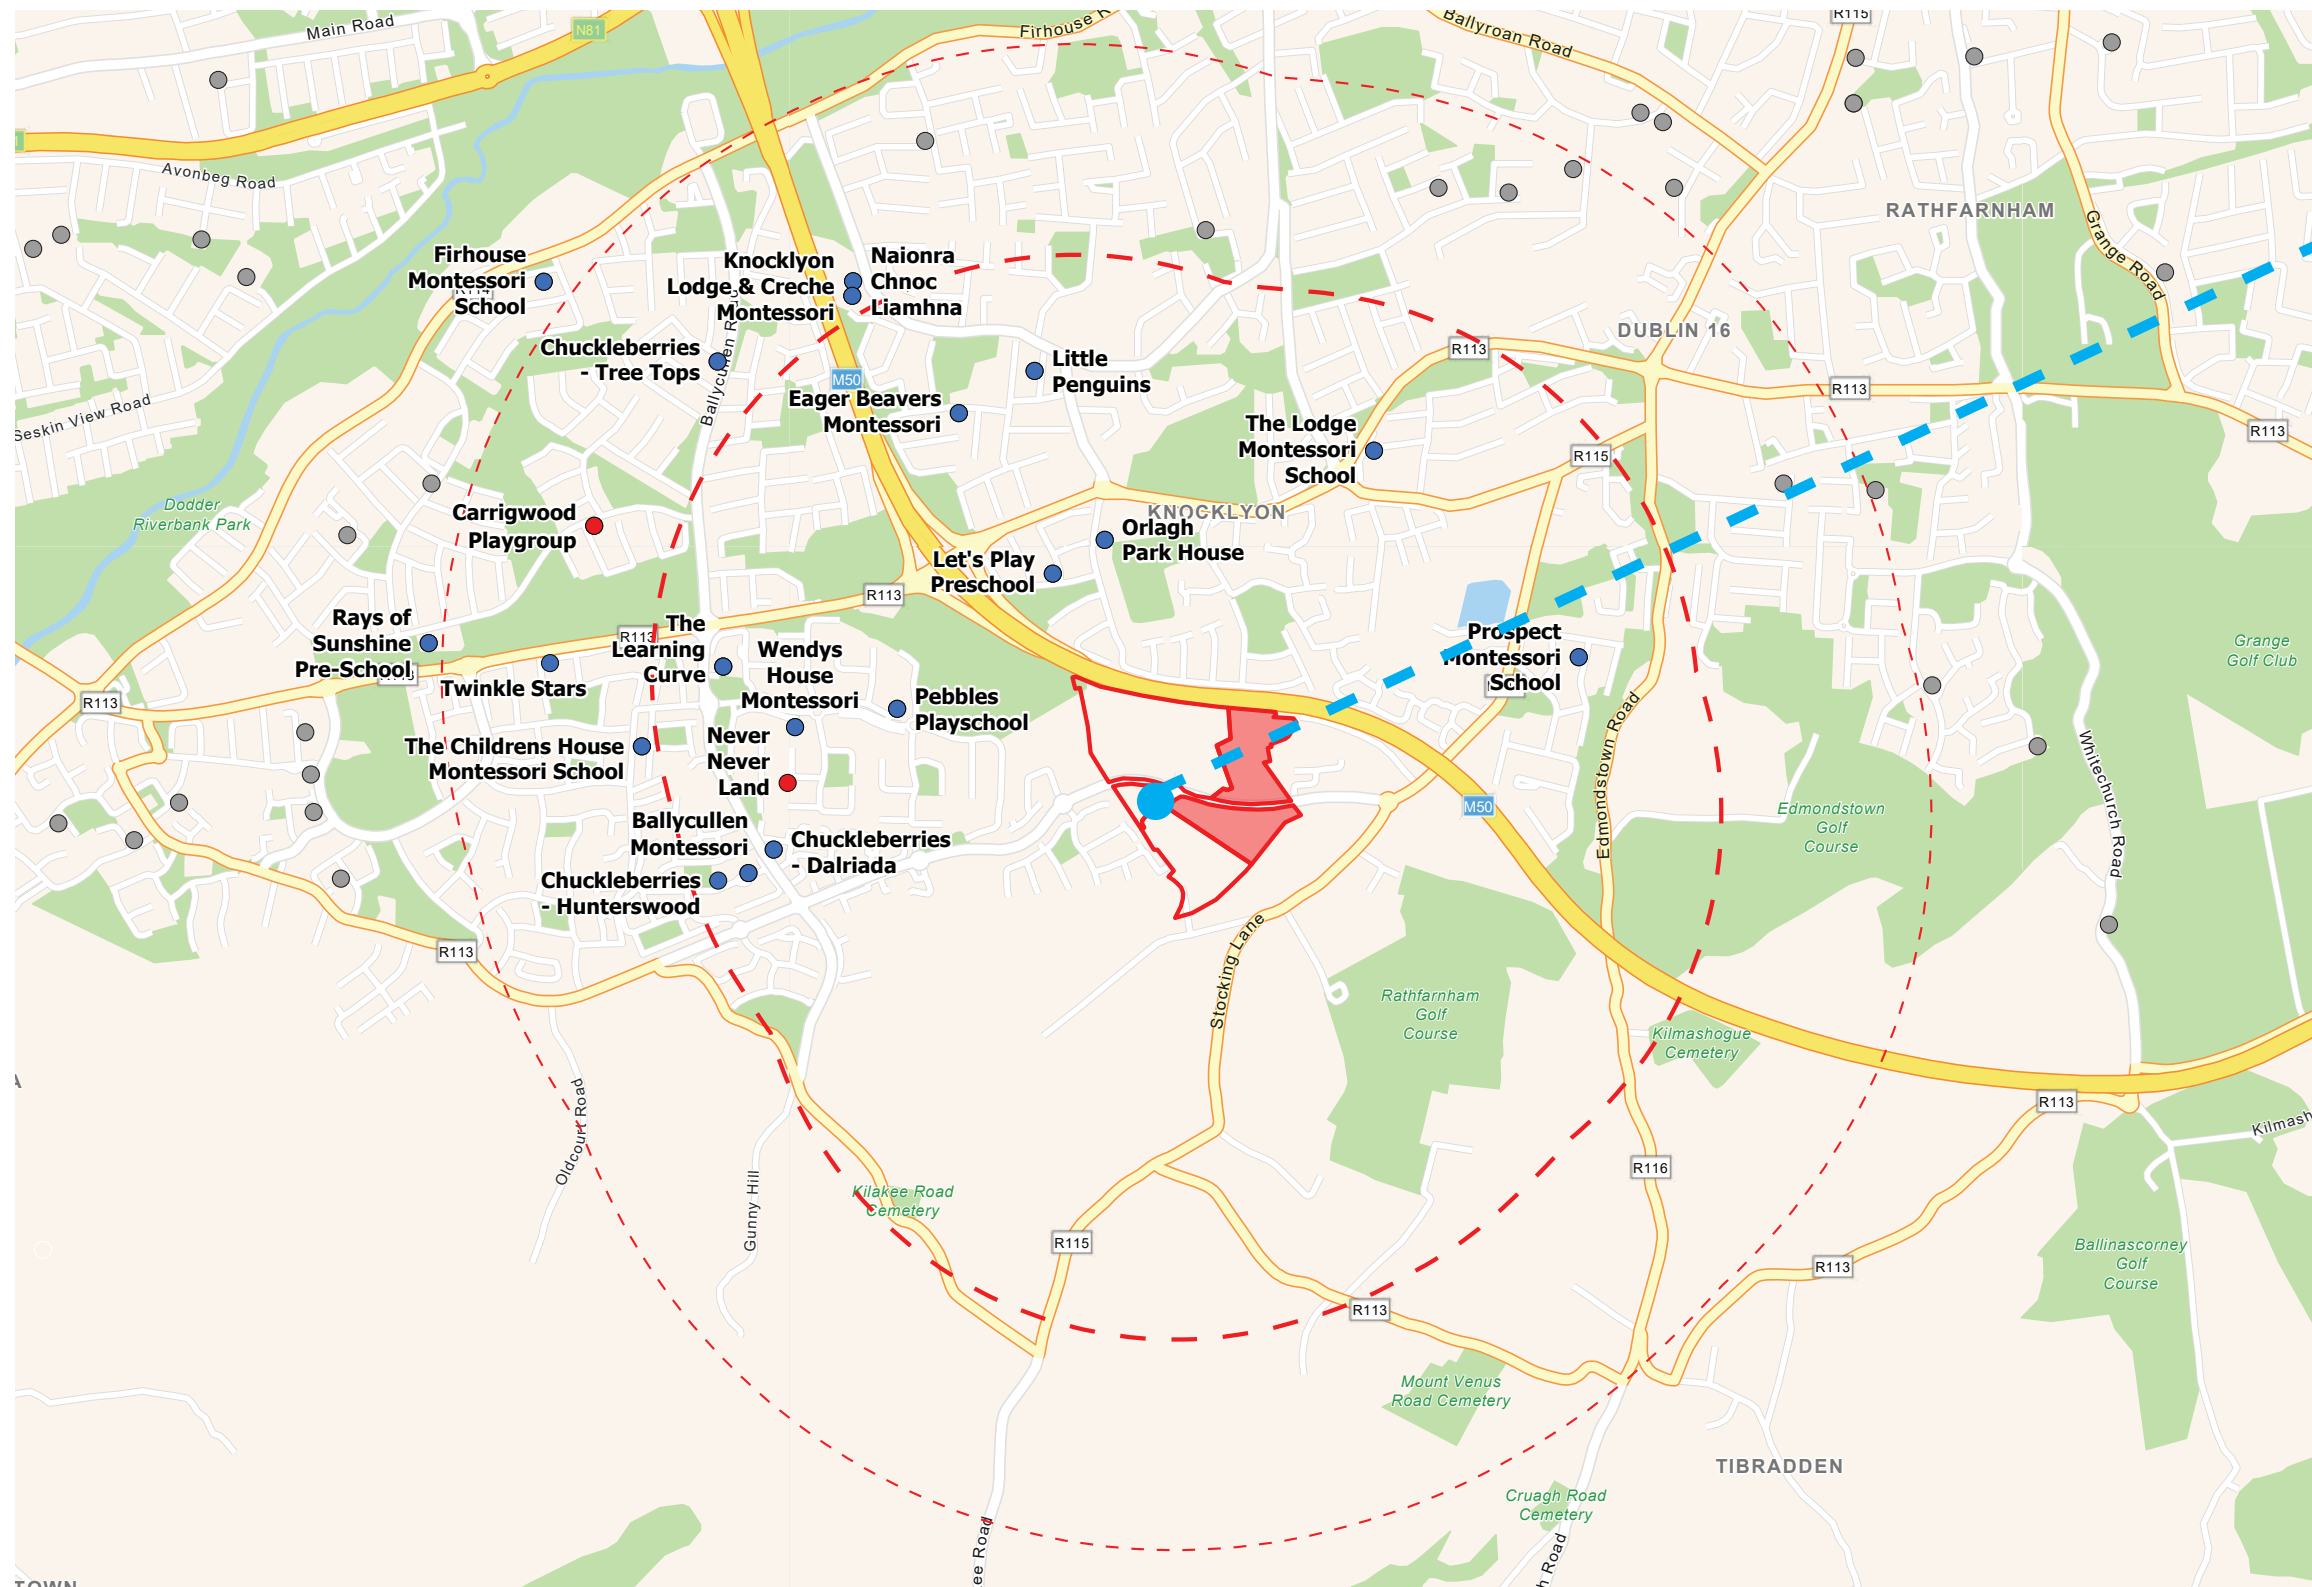 Main Road
N81
Firhouse R
Ballyroan Road
R115
Avonbeg Road
RATHFARNHAM
Grange Road
Firhouse
Montessori
School
Knocklyon
Lodge & Creche
Montessori
Naionra
Chnoc
Liamhna
DUBLIN 16
Chuckleberries
- Tree Tops
Little
Penguins
R113
R113
M50
Seskin View Road
Eager Beavers
Montessori
The Lodge
Montessori
School
R113
R115
Dodder
Riverbank Park
Carrigwood
Playgroup
KNOCKLYON
Orlagh
Park House
Let's Play
Preschool
R113
Rays of
Sunshine
Pre-School
R113
The
Learning
Curve
Wendys
House
Montessori
Prospect
Montessori
School
Grange
Golf Club
Twinkle Stars
R113
Pebbles
Playschool
The Childrens House
Montessori School
Never
Never
Land
Edmondstown Road
Whitechurch Road
M50
Edmondstown
Golf
Course
Ballycullen
Montessori
Chuckleberries
- Dalriada
Chuckleberries
- Hunterswood
R113
Stocking Lane
Rathfarnham
Golf
Course
Kilmashogue
Cemetery
A
R113
Kilmash
Oldcourt Road
Gunny Hill
R116
Kilakee Road
Cemetery
R115
Ballinascorney
Golf
Course
R113
R113
Mount Venus
Road Cemetery
TIBRADDEN
Cruagh Road
Cemetery
ee Road
h Road
TOWN